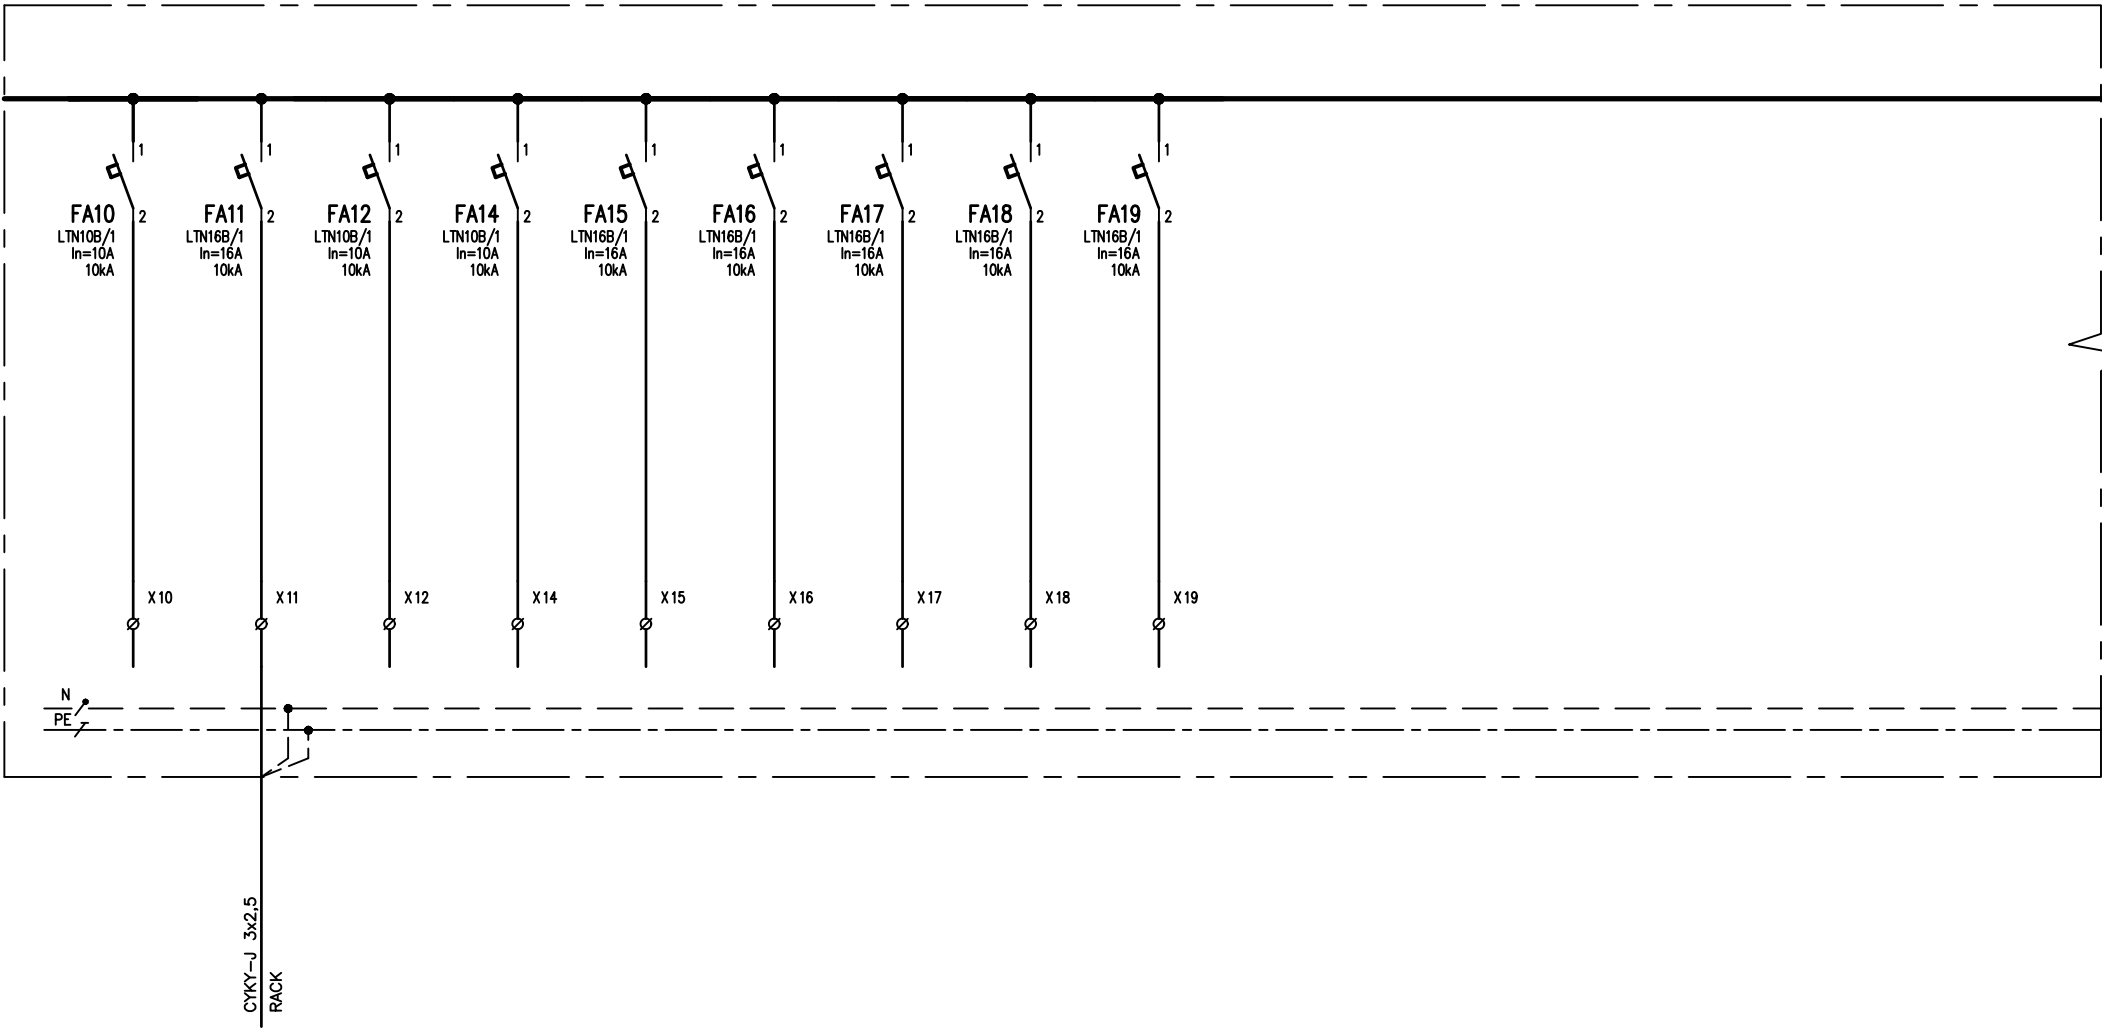 1
1
1
1
1
1
1
1
1
FA10
2
LTN10B/1
In=10A
10kA
FA11
2
LTN16B/1
In=16A
10kA
FA12
2
LTN10B/1
In=10A
10kA
FA14
2
LTN10B/1
In=10A
10kA
FA15
2
LTN16B/1
In=16A
10kA
FA16
2
LTN16B/1
In=16A
10kA
FA17
2
LTN16B/1
In=16A
10kA
FA18
2
LTN16B/1
In=16A
10kA
FA19
2
LTN16B/1
In=16A
10kA
X10
X11
X12
X14
X15
X16
X17
X18
X19
N
PE
CYKY-J 3x2,5
RACK